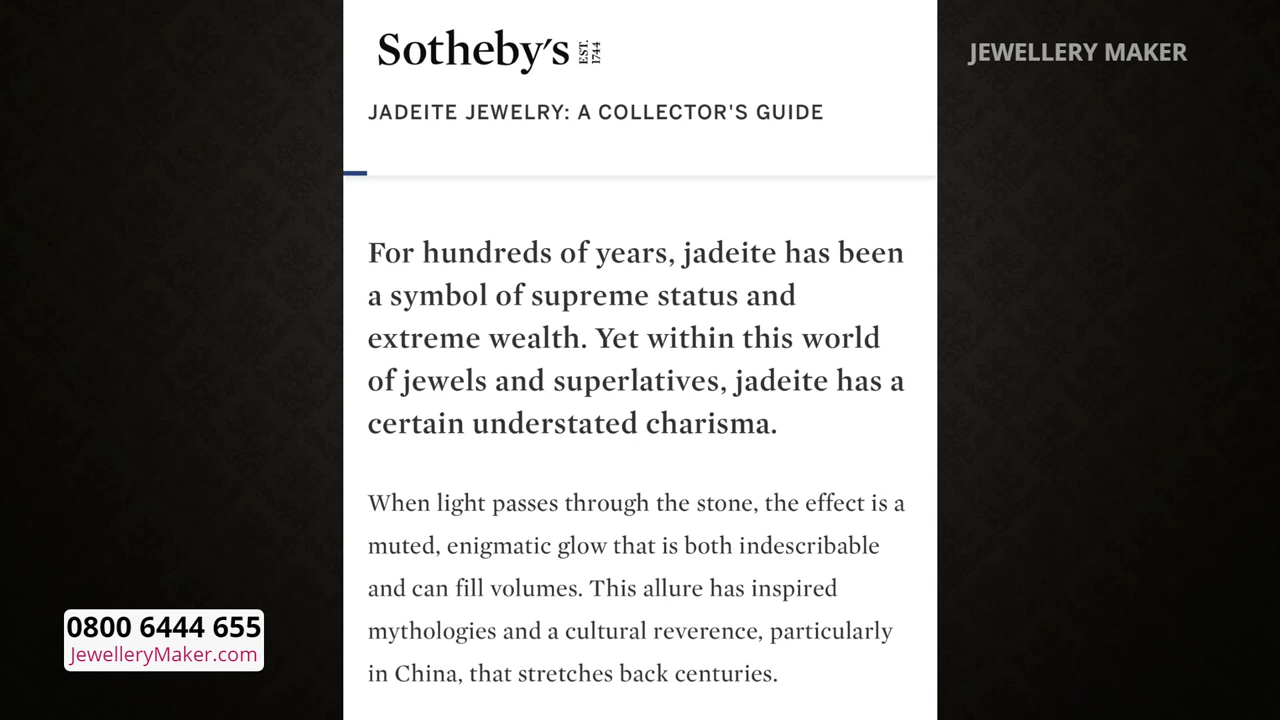 Sotheby's EST. 1744
JEWELLERY MAKER
JADEITE JEWELRY: A COLLECTOR'S GUIDE
For hundreds of years, jadeite has been
a symbol of supreme status and
extreme wealth. Yet within this world
of jewels and superlatives, jadeite has a
certain understated charisma.
When light passes through the stone, the effect is a
muted, enigmatic glow that is both indescribable
and can fill volumes. This allure has inspired
mythologies and a cultural reverence, particularly
in China, that stretches back centuries.
0800 6444 655
JewelleryMaker.com